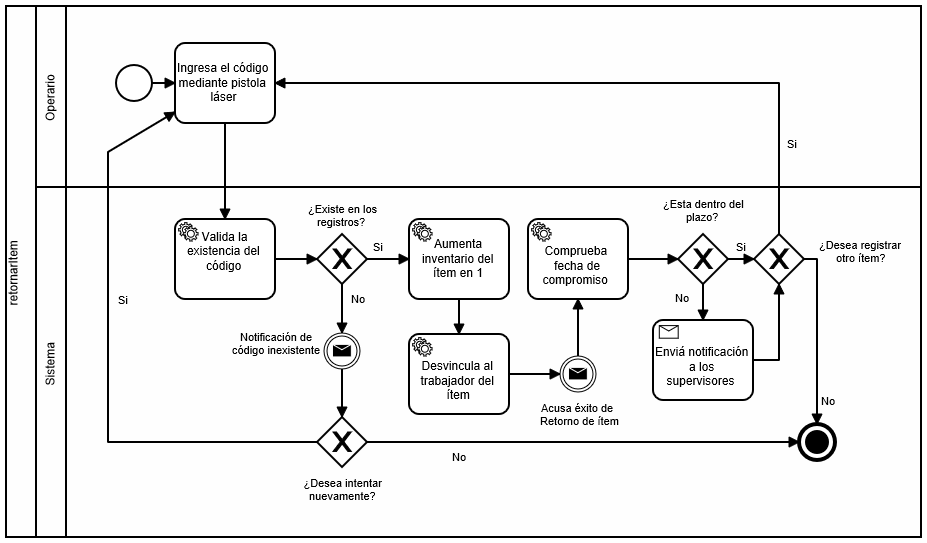 retornarItem
Operario
Ingresa el código
mediante pistola
láser
Si
Sistema
Valida la
existencia del
código
¿Existe en los
registros?
Si
No
Aumenta
inventario del
ítem en 1
Comprueba
fecha de
compromiso
¿Esta dentro del
plazo?
Si
No
¿Desea registrar
otro ítem?
Si
Notificación de
código inexistente
Desvincula al
trabajador del
ítem
Acusa éxito de
Retorno de ítem
Enviá notificación
a los
supervisores
No
No
¿Desea intentar
nuevamente?